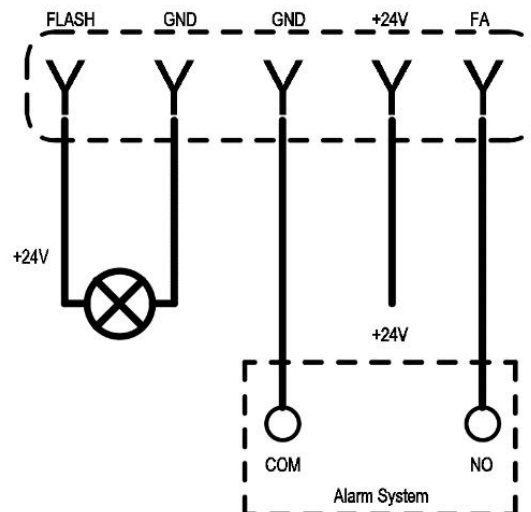 FLASH GND GND +24V FA
+24V
+24V
COM NO
Alarm System